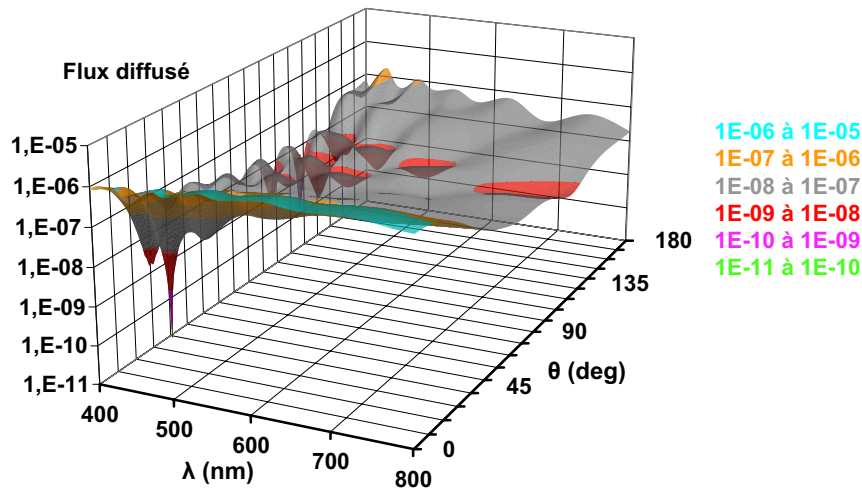 Flux diffusé
1,E-05
1,E-06
1,E-07
1,E-08
1,E-09
1,E-10
1,E-11
400
500
600
700
800
λ (nm)
0
45
90
135
180
θ (deg)
1E-06 à 1E-05
1E-07 à 1E-06
1E-08 à 1E-07
1E-09 à 1E-08
1E-10 à 1E-09
1E-11 à 1E-10